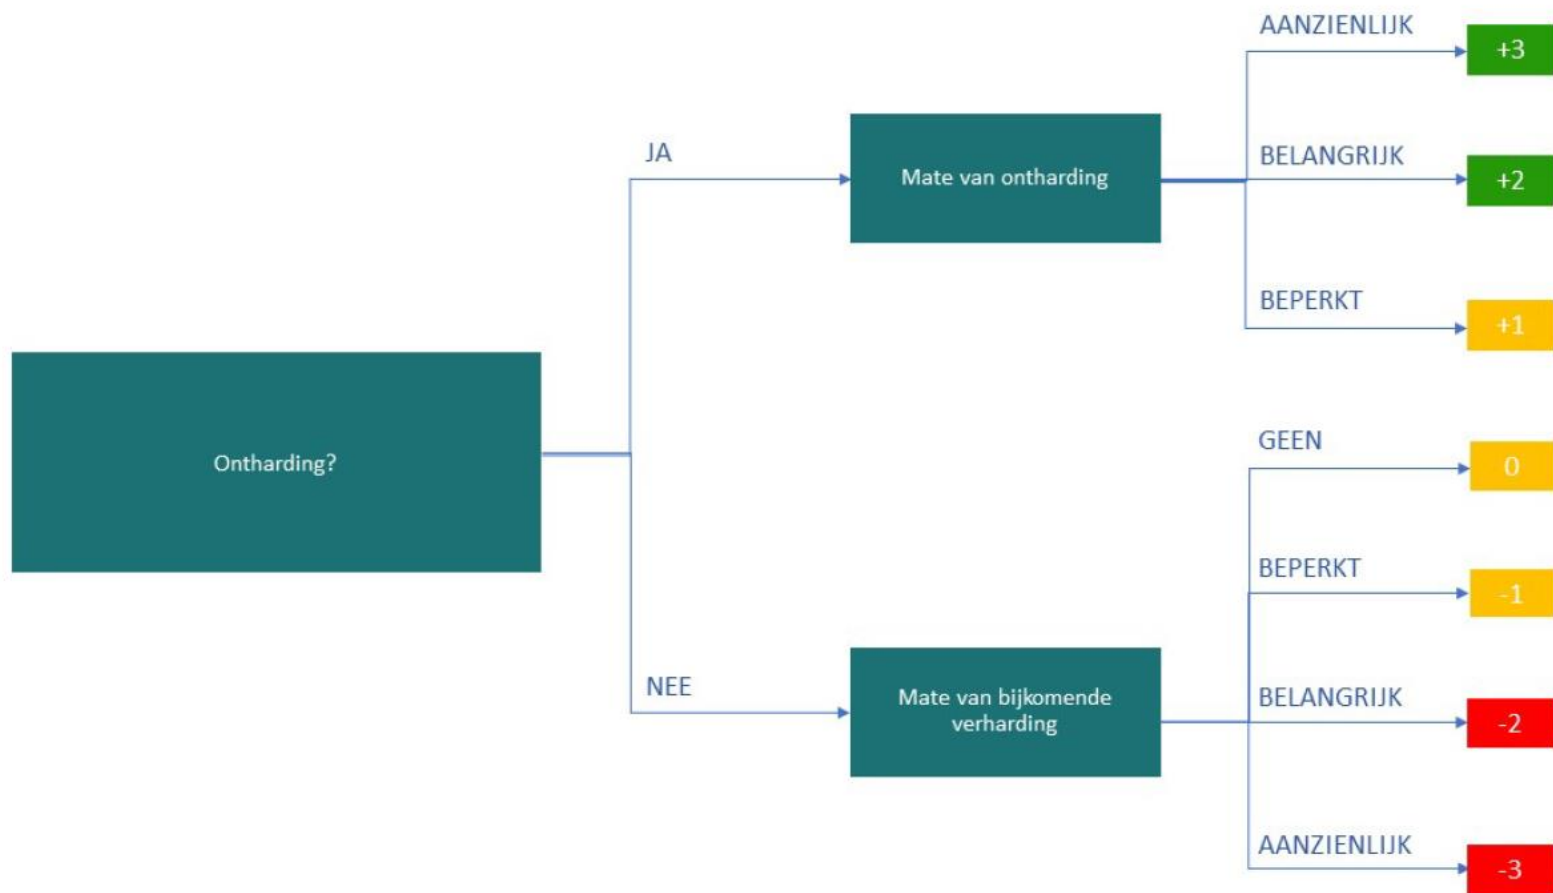 AANZIENLIJK
+3
JA
Mate van ontharding
BELANGRIJK
+2
BEPERKT
+1
Ontharding?
GEEN
0
BEPERKT
-1
NEE
Mate van bijkomende
verharding
BELANGRIJK
-2
AANZIENLIJK
-3